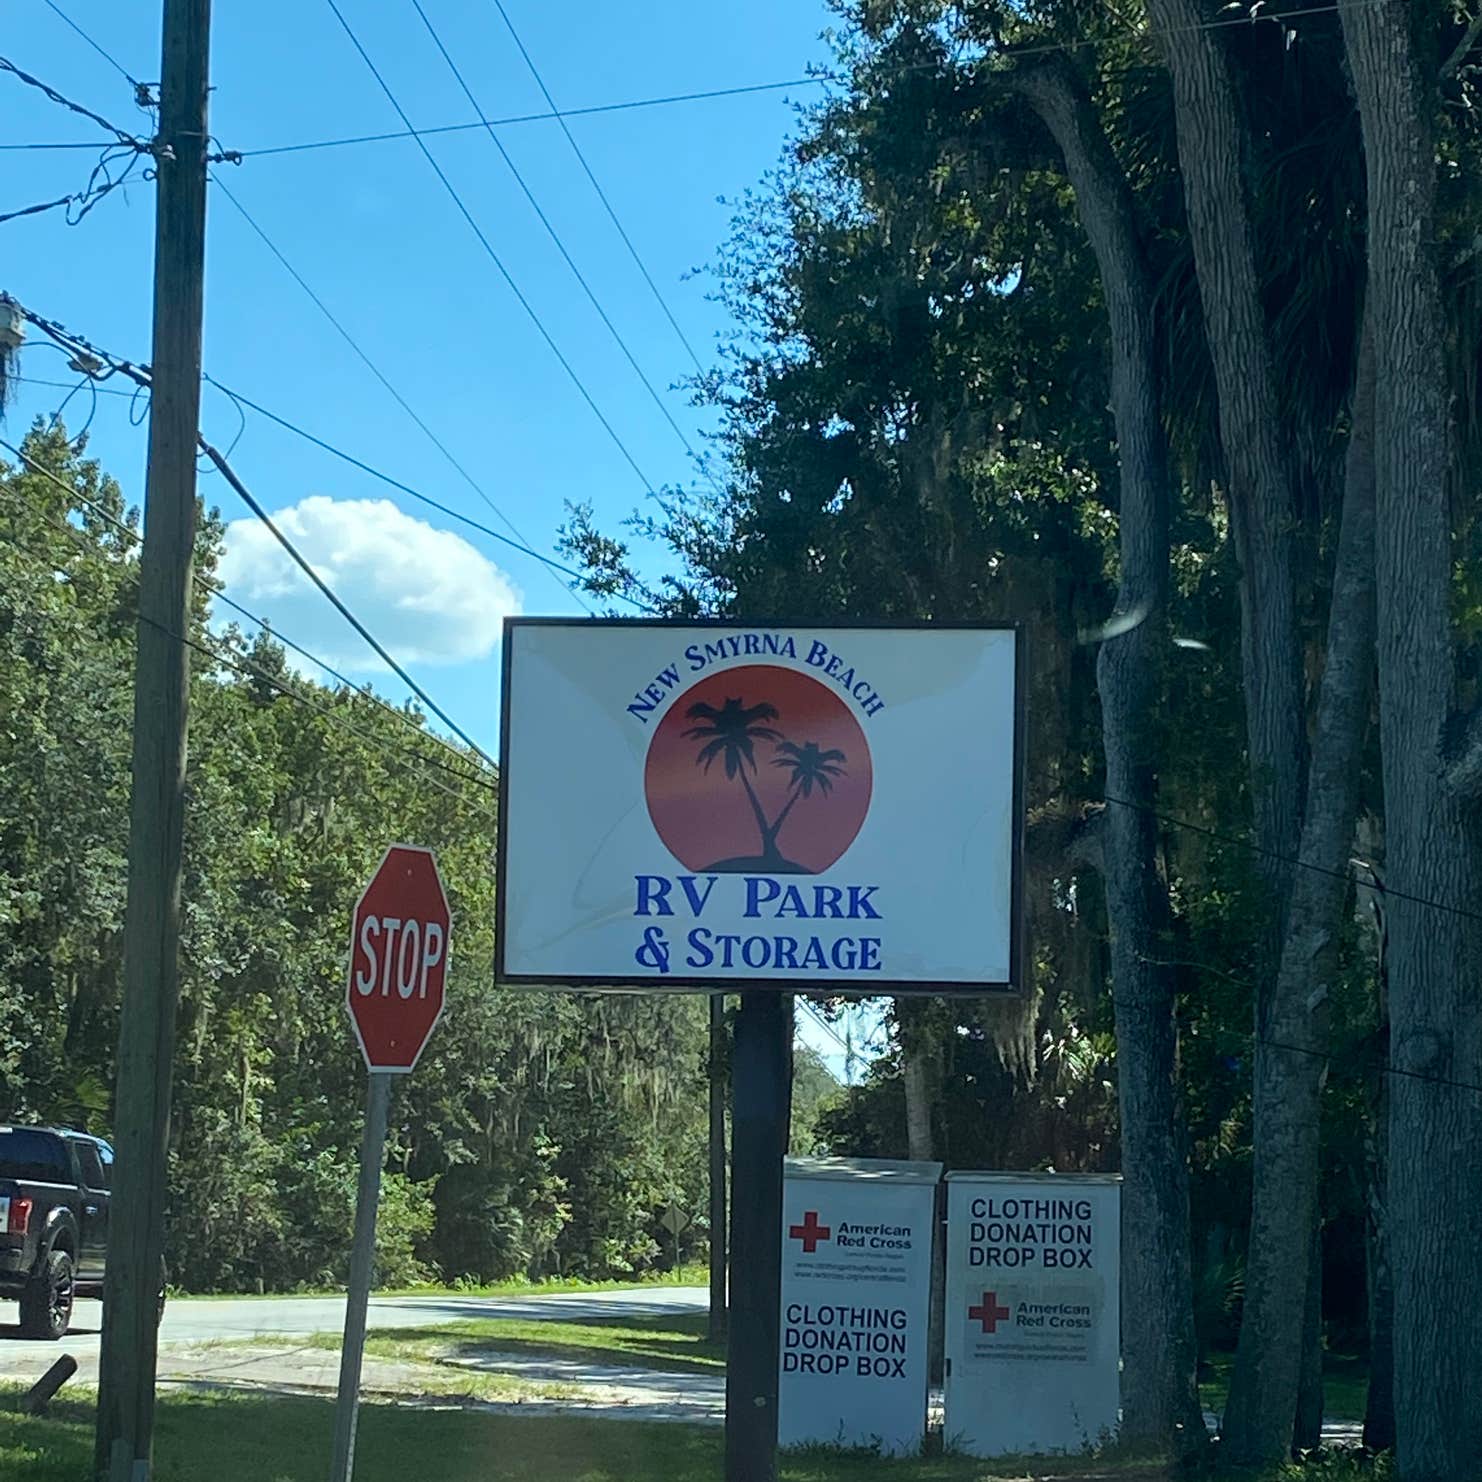 New Smyrna Beach
RV Park
& Storage
STOP
American
Red Cross
CLOTHING
DONATION
DROP BOX
CLOTHING
DONATION
DROP BOX
American
Red Cross